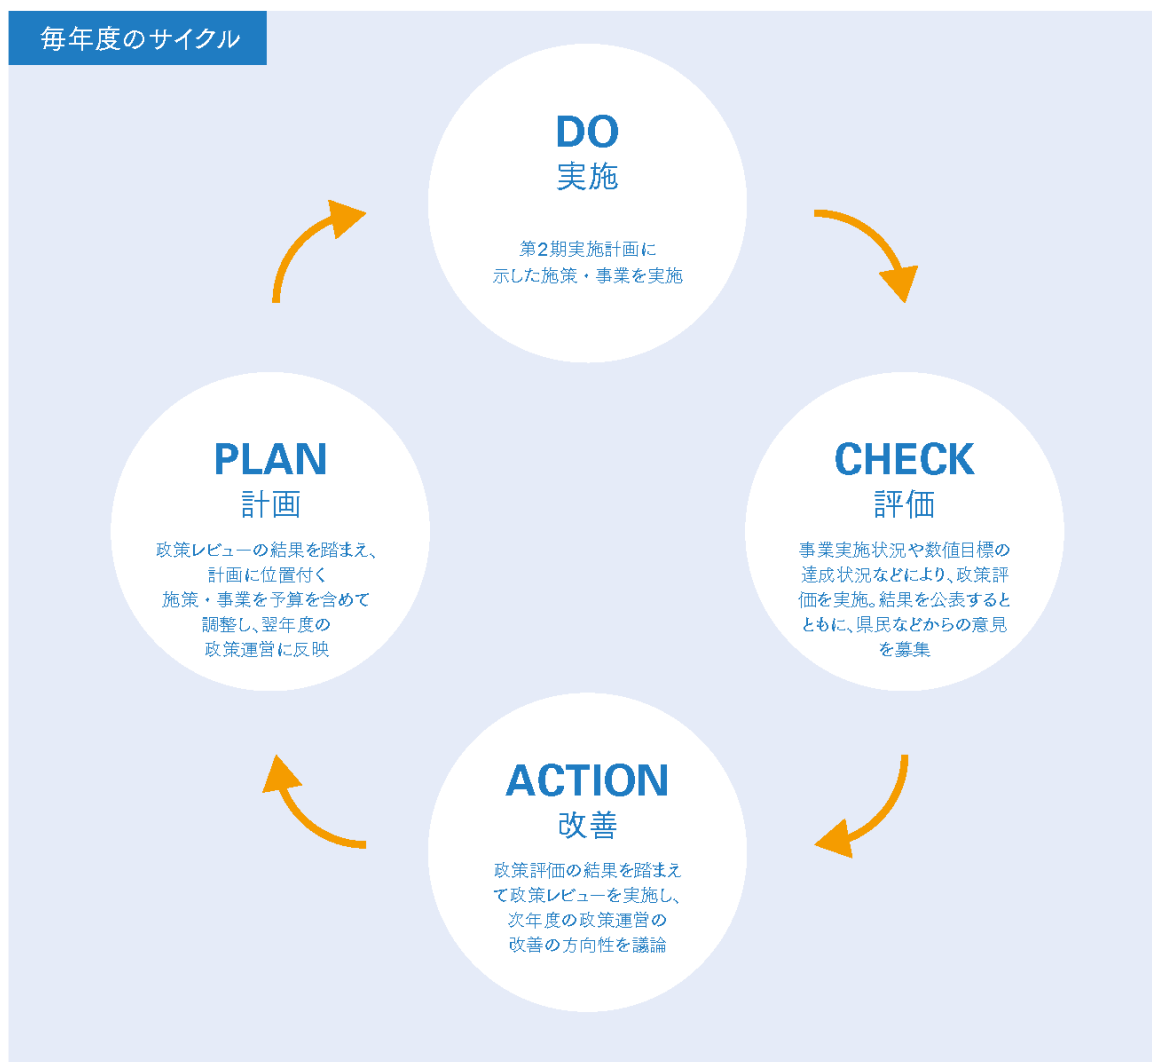 毎年度のサイクル
DO
実施
第2期実施計画に
示した施策・事業を実施
CHECK
評価
事業実施状況や数値目標の
達成状況などにより、政策評
価を実施。結果を公表すると
ともに、県民などからの意見
を募集
ACTION
改善
政策評価の結果を踏まえ
て政策レビューを実施し、
次年度の政策運営の
改善の方向性を議論
PLAN
計画
政策レビューの結果を踏まえ、
計画に位置付く
施策・事業を予算を含めて
調整し、翌年度の
政策運営に反映